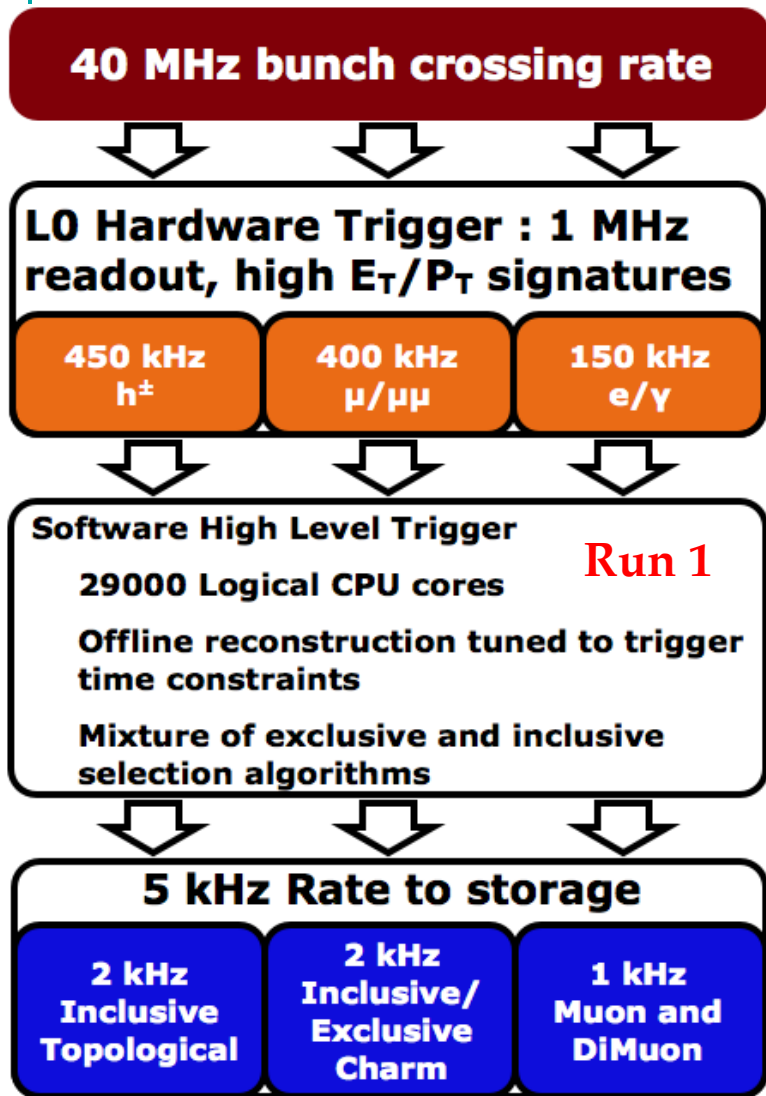 40 MHz bunch crossing rate
L0 Hardware Trigger : 1 MHz
readout, high E_T/P_T signatures
450 kHz
h±
400 kHz
μ/μμ
150 kHz
e/γ
Software High Level Trigger
Run 1
29000 Logical CPU cores
Offline reconstruction tuned to trigger
time constraints
Mixture of exclusive and inclusive
selection algorithms
5 kHz Rate to storage
2 kHz
Inclusive
Topological
2 kHz
Inclusive/
Exclusive
Charm
1 kHz
Muon and
DiMuon